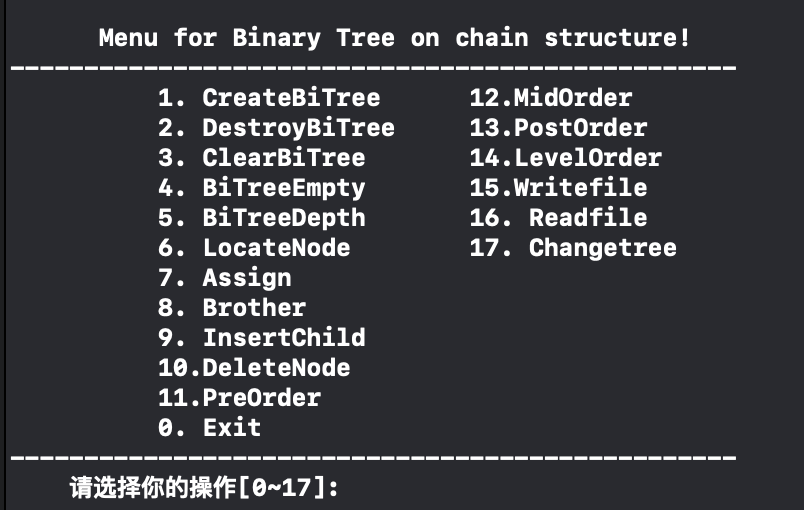 Menu for Binary Tree on chain structure!
-------------------------------------------------
1. CreateBiTree      12.MidOrder
2. DestroyBiTree     13.PostOrder
3. ClearBiTree       14.LevelOrder
4. BiTreeEmpty       15.Writefile
5. BiTreeDepth       16. Readfile
6. LocateNode        17. Changetree
7. Assign
8. Brother
9. InsertChild
10.DeleteNode
11.PreOrder
0. Exit
-------------------------------------------------
请选择你的操作[0~17]: